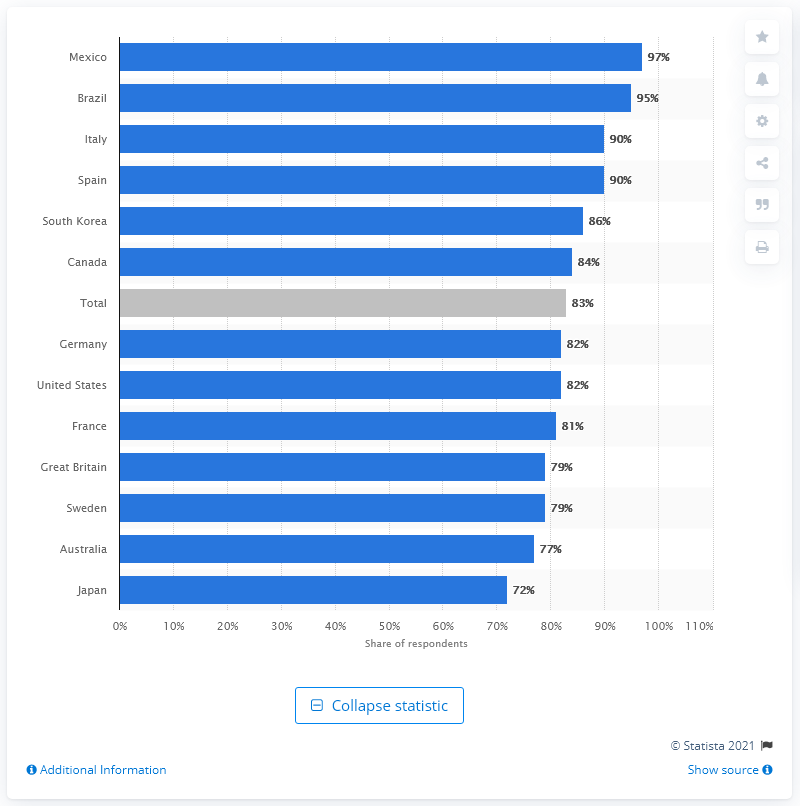 Mexico 97%
Brazil 95%
Italy 90%
Spain 90%
South Korea 86%
Canada 84%
Total 83%
Germany 82%
United States 82%
France 81%
Great Britain 79%
Sweden 79%
Australia 77%
Japan 72%
0% 10% 20% 30% 40% 50% 60% 70% 80% 90% 100% 110%
Share of respondents
Collapse statistic
© Statista 2021
Additional Information Show source